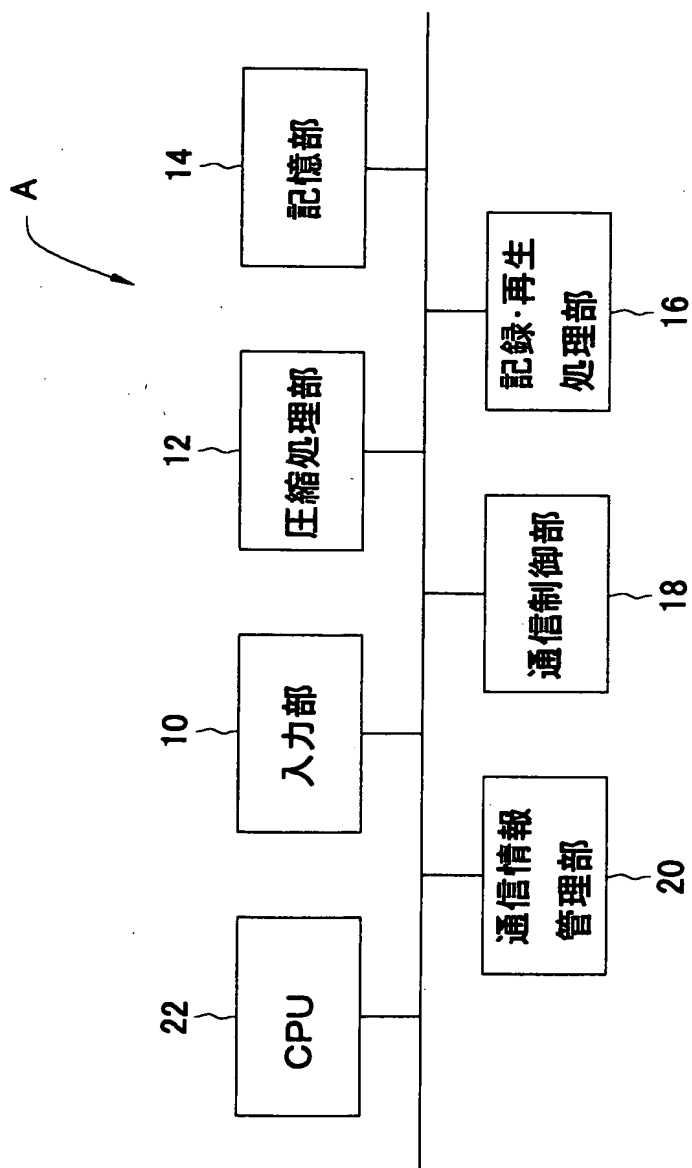 A
22
CPU
10
入力部
12
圧縮処理部
14
記憶部
通信情報
管理部
20
通信制御部
18
記録・再生
処理部
16